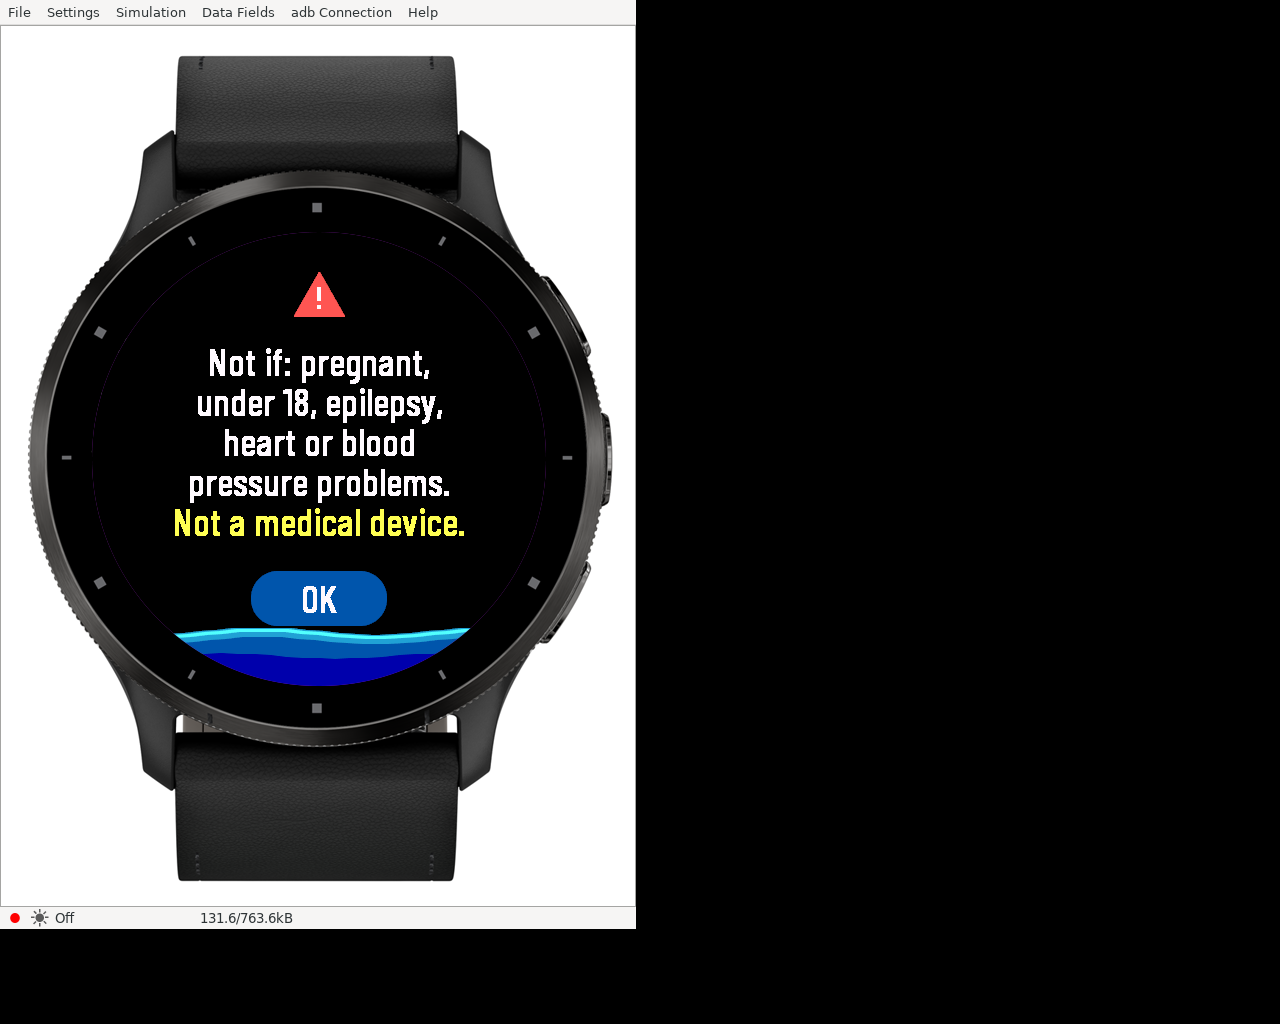 File Settings Simulation Data Fields adb Connection Help
!
Not if: pregnant,
under 18, epilepsy,
heart or blood
pressure problems.
Not a medical device.
OK
Off 131.6/763.6kB